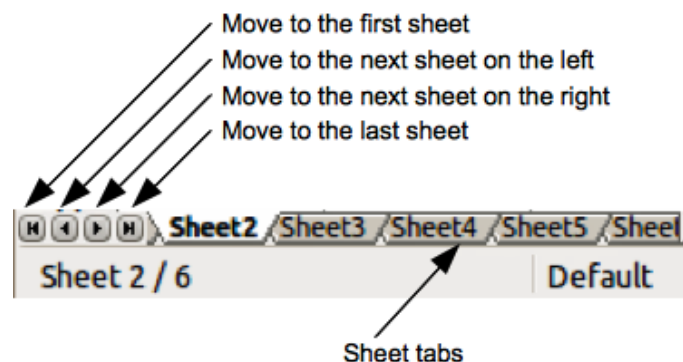 Move to the first sheet
Move to the next sheet on the left
Move to the next sheet on the right
Move to the last sheet
Sheet2 Sheet3 Sheet4 Sheet5 Sheet
Sheet 2 / 6 Default
Sheet tabs